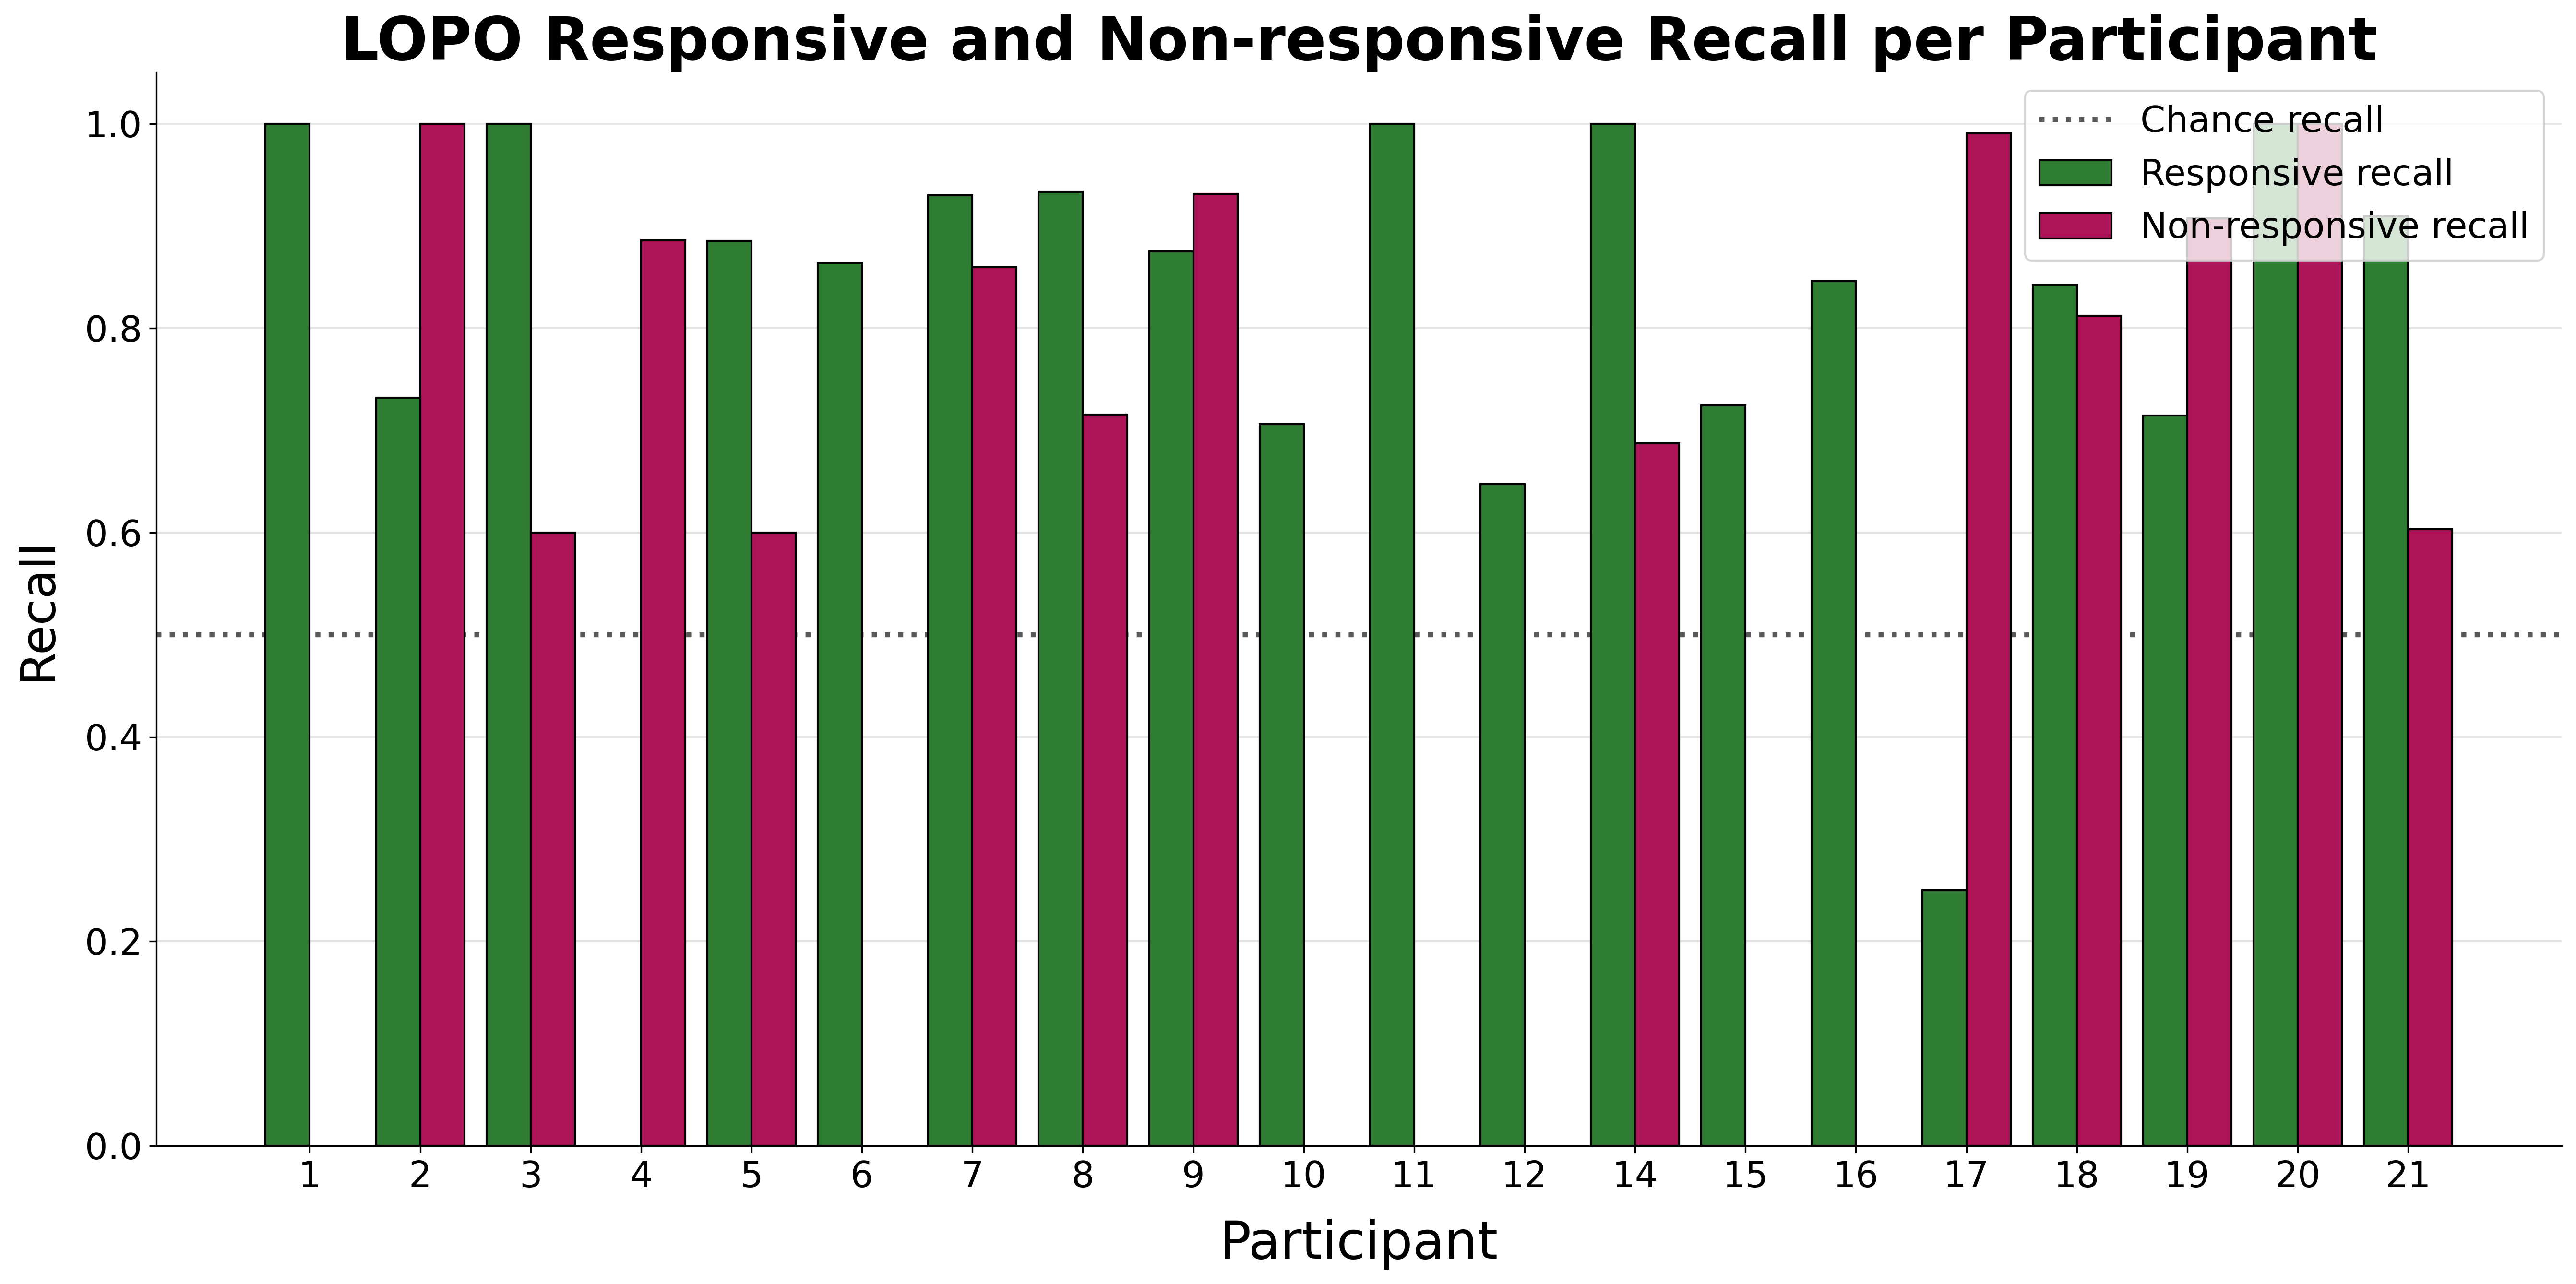 LOPO Responsive and Non-responsive Recall per Participant
Chance recall
Responsive recall
Non-responsive recall
1.0
0.8
0.6
0.4
0.2
0.0
Recall
1 2 3 4 5 6 7 8 9 10 11 12 14 15 16 17 18 19 20 21
Participant